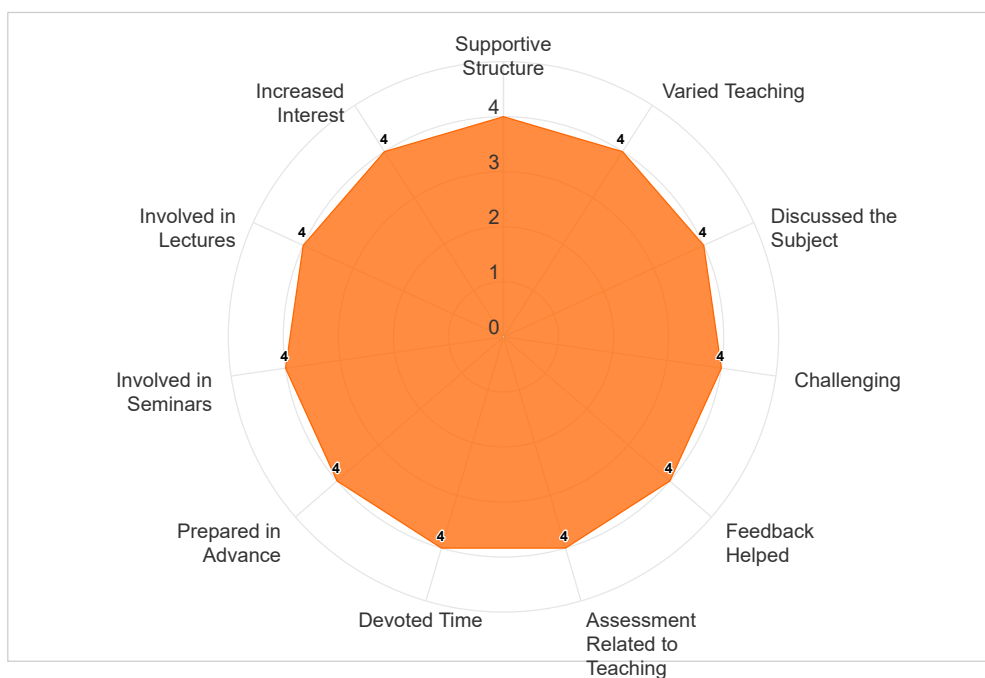 Supportive
Structure
Increased
Interest
Varied Teaching
4
4
4
3
Involved in
Lectures
Discussed the
Subject
4
4
2
1
0
4
4
Involved in
Seminars
Challenging
4
4
Prepared in
Advance
Feedback
Helped
4
4
Devoted Time
Assessment
Related to
Teaching